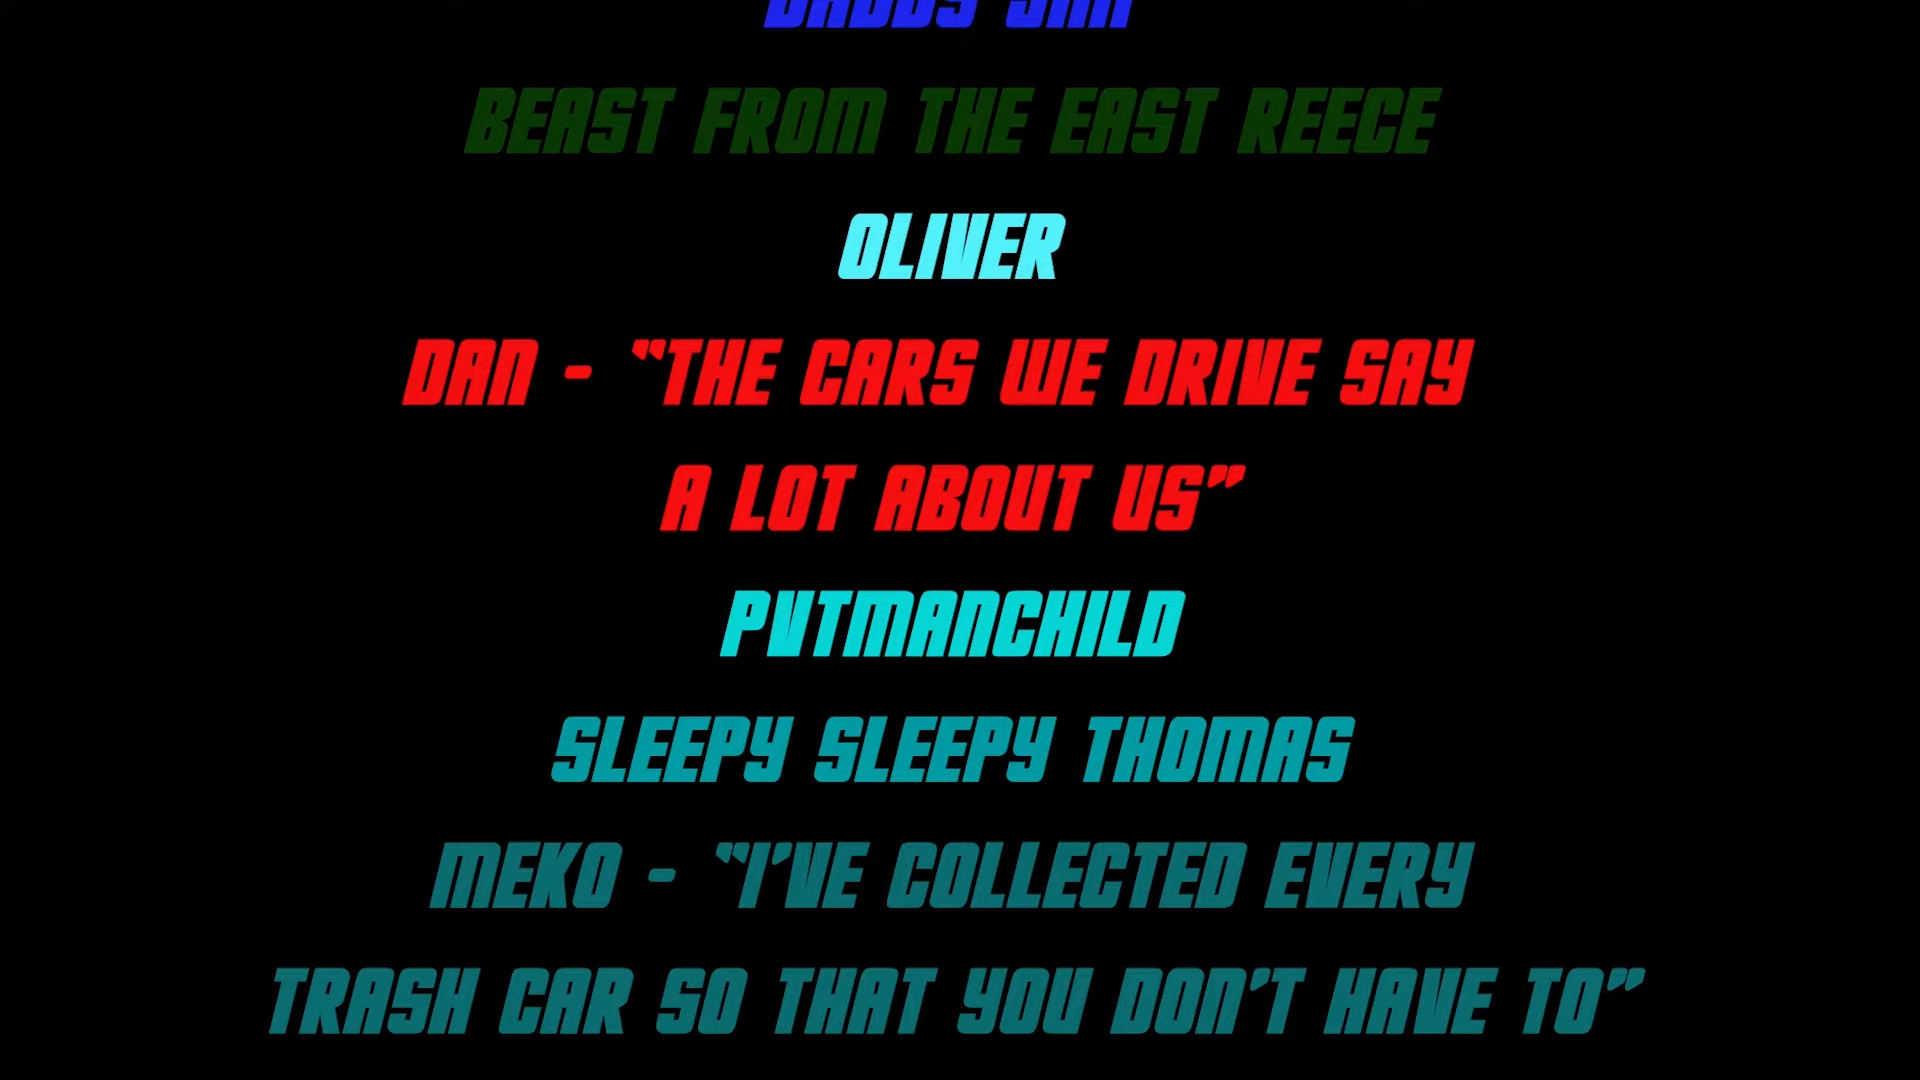 BEAST FROM THE EAST REECE
OLIVER
DAN - “THE CARS WE DRIVE SAY
A LOT ABOUT US”
PVTMANCHILD
SLEEPY SLEEPY THOMAS
MEKO - “I’VE COLLECTED EVERY
TRASH CAR SO THAT YOU DON’T HAVE TO”